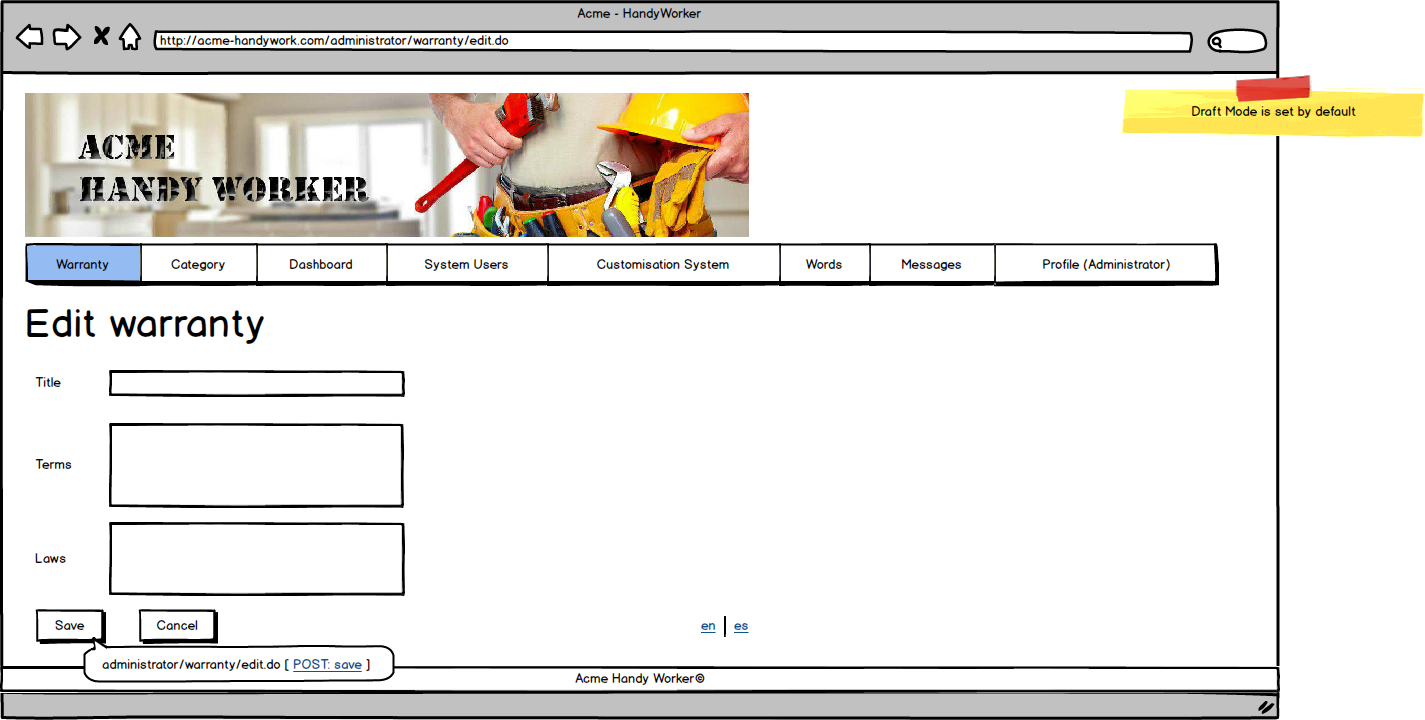 Acme - HandyWorker
http://acme-handywork.com/administrator/warranty/edit.do
Draft Mode is set by default
ACME
HANDY WORKER
Warranty Category Dashboard System Users Customisation System Words Messages Profile (Administrator)
Edit warranty
Title
Terms
Laws
Save Cancel en es
administrator/warranty/edit.do [ POST: save ]
Acme Handy Worker©